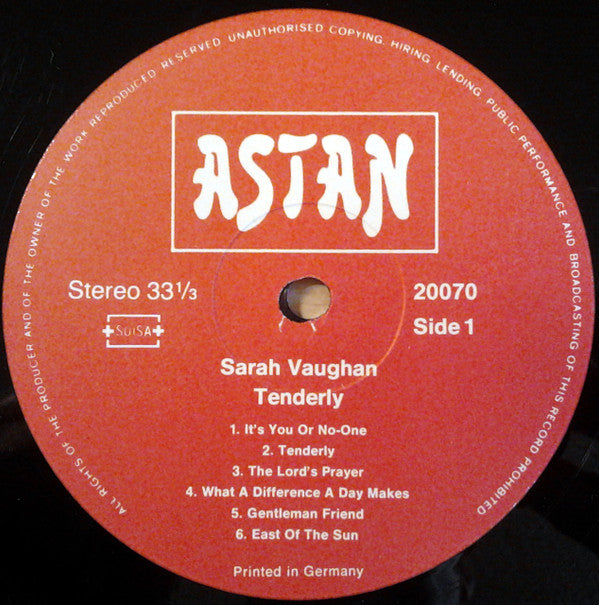 ALL RIGHTS OF THE PRODUCER AND OF THE OWNER OF THE WORK REPRODUCED RESERVED. UNAUTHORISED COPYING, HIRING, LENDING, PUBLIC PERFORMANCE AND BROADCASTING OF THIS RECORD PROHIBITED
ASTAN
Stereo 33⅓
20070
SUISA
Side 1
Sarah Vaughan
Tenderly
1. It's You Or No-One
2. Tenderly
3. The Lord's Prayer
4. What A Difference A Day Makes
5. Gentleman Friend
6. East Of The Sun
Printed in Germany